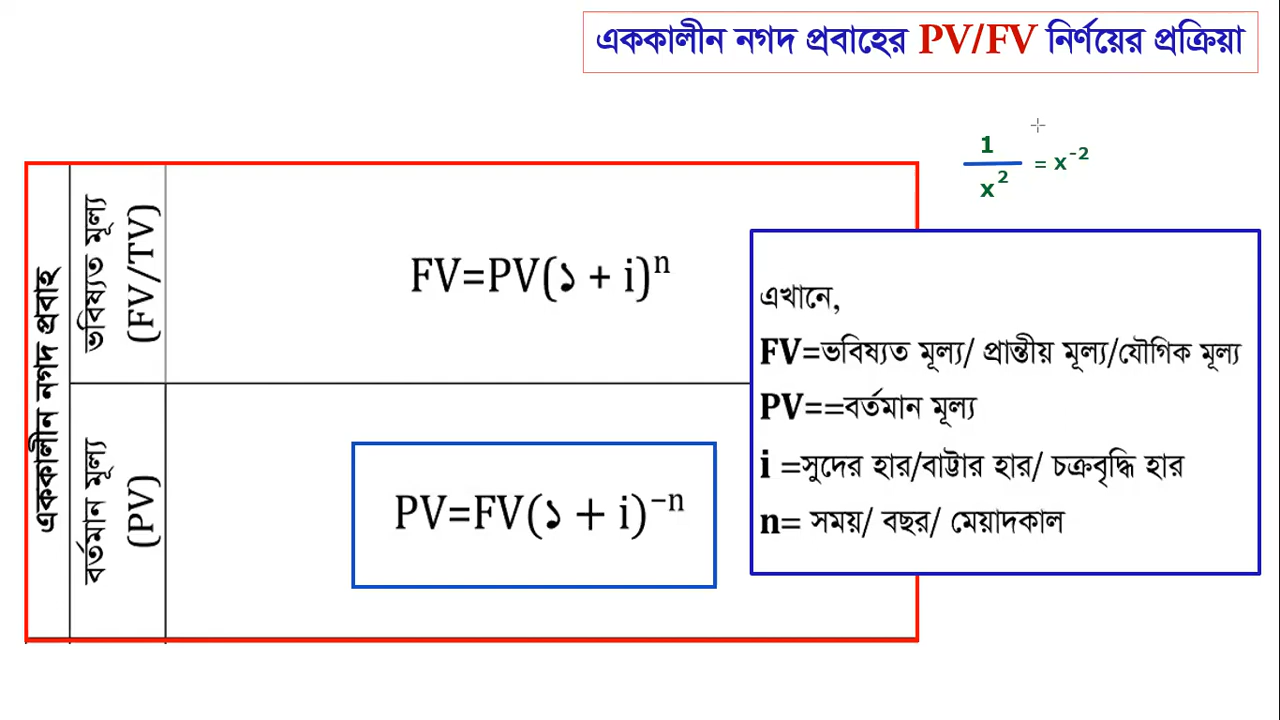 এককালীন নগদ প্রবাহের PV/FV নির্ণয়ের প্রক্রিয়া
1
x^2
= x^-2
এককালীন নগদ প্রবাহ
ভবিষ্যত মূল্য
(FV/TV)
FV=PV(১ + i)^n
বর্তমান মূল্য
(PV)
PV=FV(১ + i)^−n
এখানে,
FV=ভবিষ্যত মূল্য/ প্রান্তীয় মূল্য/যৌগিক মূল্য
PV==বর্তমান মূল্য
i =সুদের হার/বাট্টার হার/ চক্রবৃদ্ধি হার
n= সময়/ বছর/ মেয়াদকাল